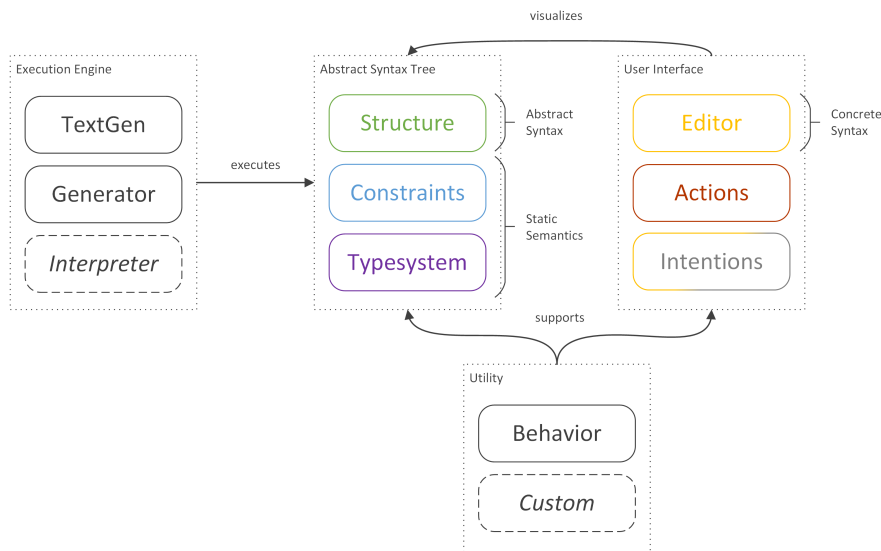 visualizes
Execution Engine
TextGen
Generator
Interpreter
executes
Abstract Syntax Tree
Structure
Constraints
Typesystem
Abstract
Syntax
Static
Semantics
User Interface
Editor
Actions
Intentions
Concrete
Syntax
supports
Utility
Behavior
Custom